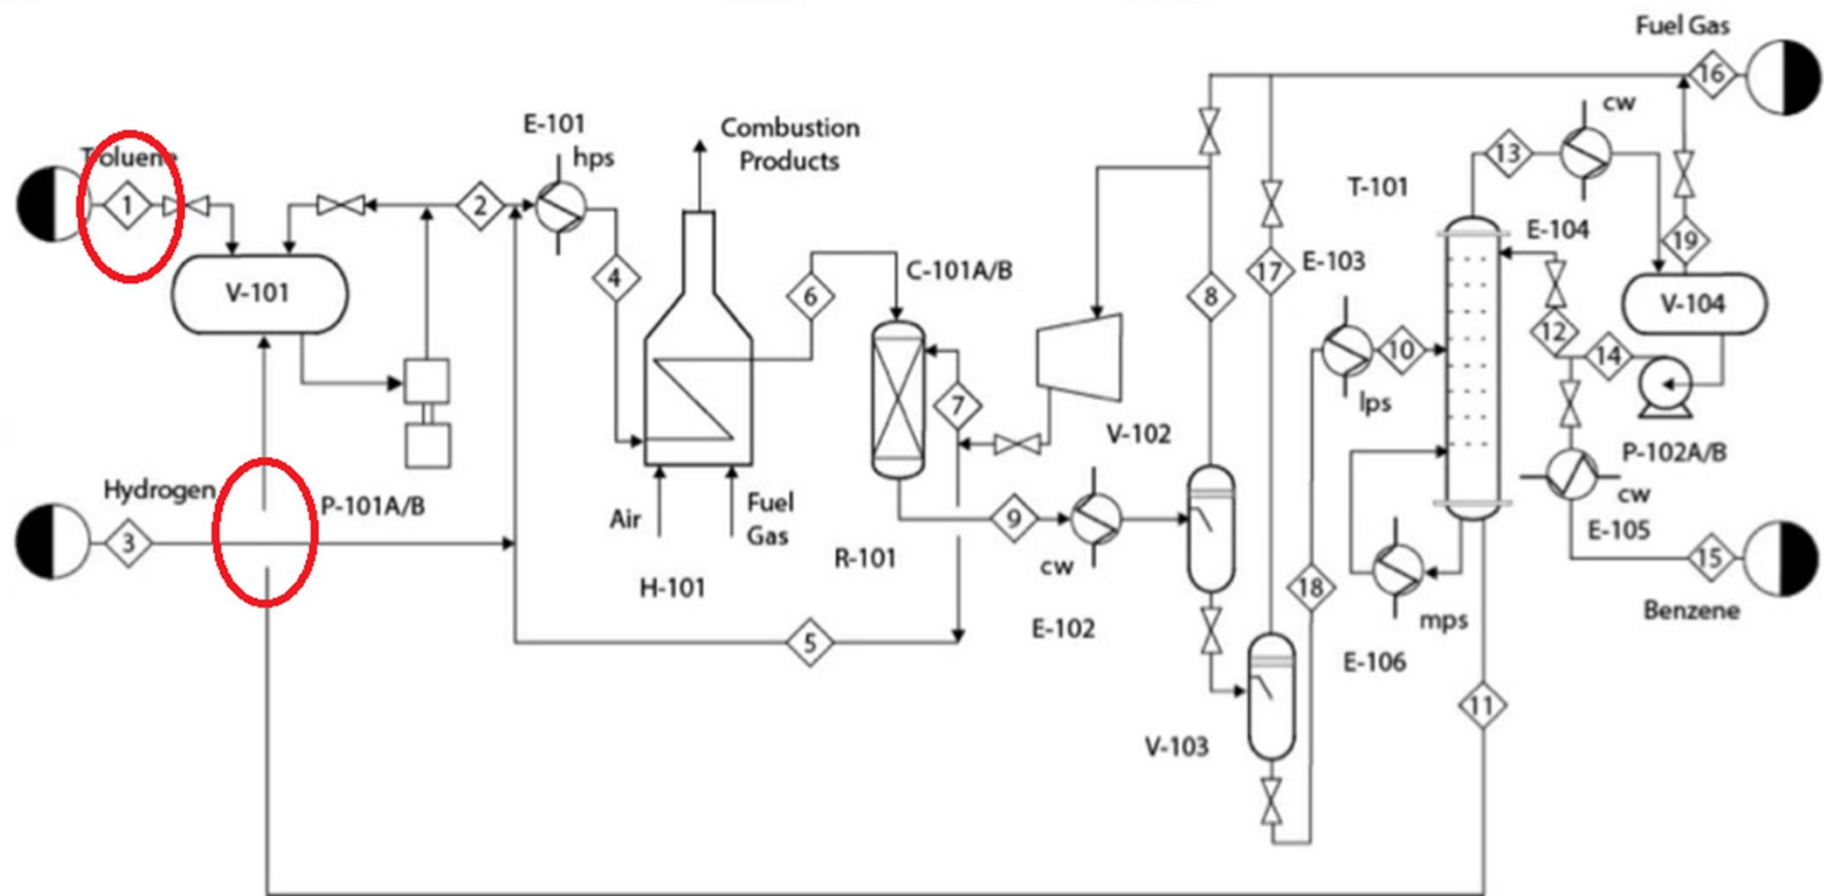 Fuel Gas
16
Combustion
Products
E-101
hps
cw
13
T-101
Toluene
1
2
E-104
19
4
6
C-101A/B
8
17
E-103
V-101
V-104
12
14
10
7
lps
V-102
P-102A/B
cw
E-105
Hydrogen
P-101A/B
3
Air
Fuel
Gas
9
R-101
cw
15
H-101
18
Benzene
E-102
mps
5
E-106
11
V-103